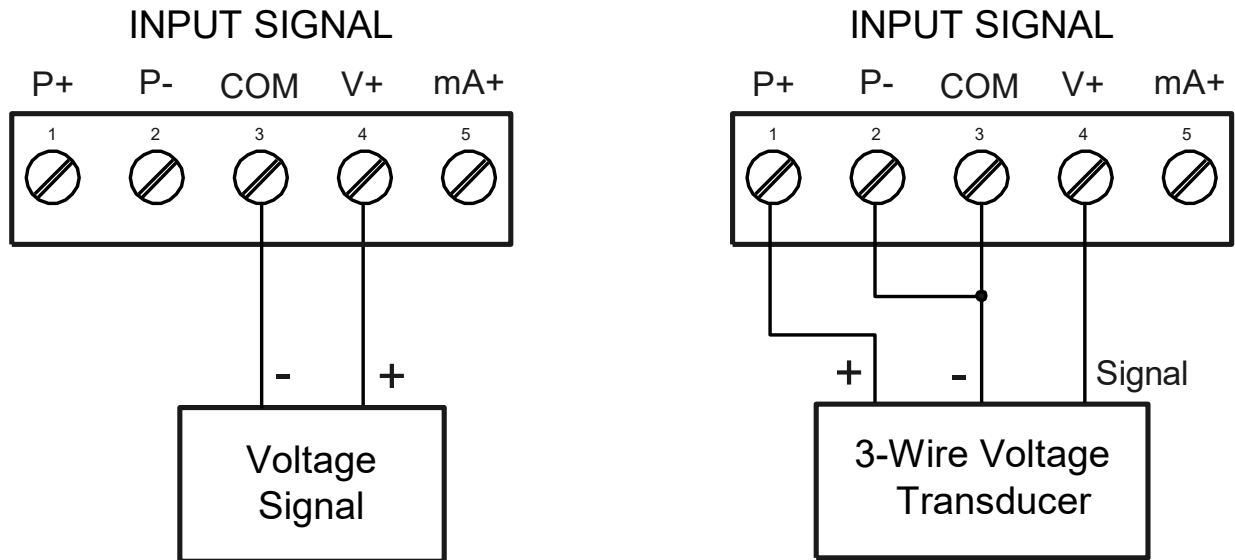 INPUT SIGNAL
P+ P- COM V+ mA+
1 2 3 4 5
- +
Voltage
Signal
INPUT SIGNAL
P+ P- COM V+ mA+
1 2 3 4 5
+ - Signal
3-Wire Voltage
Transducer